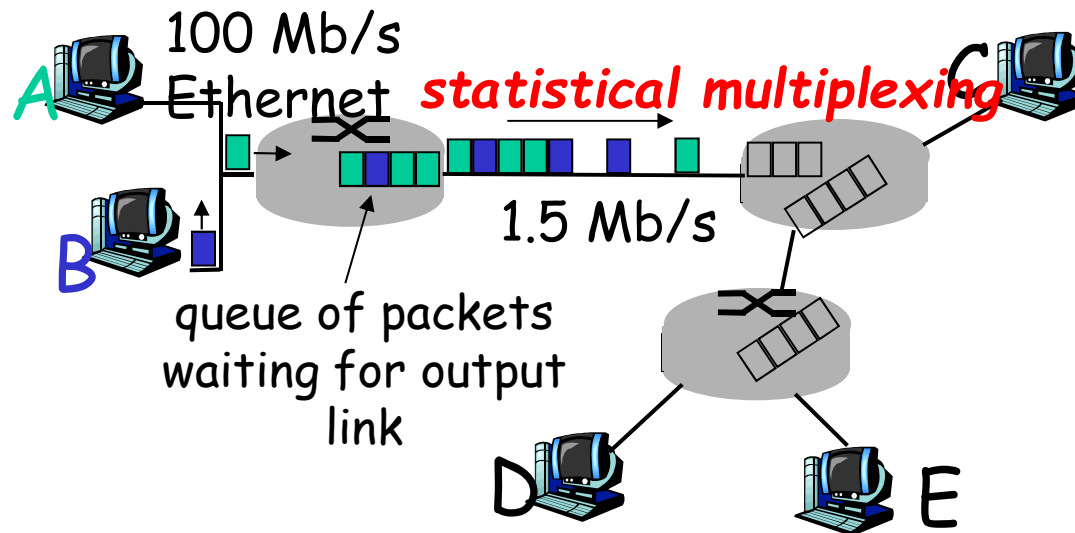 100 Mb/s
Ethernet
statistical multiplexing
A
C
B
1.5 Mb/s
queue of packets
waiting for output
link
D
E